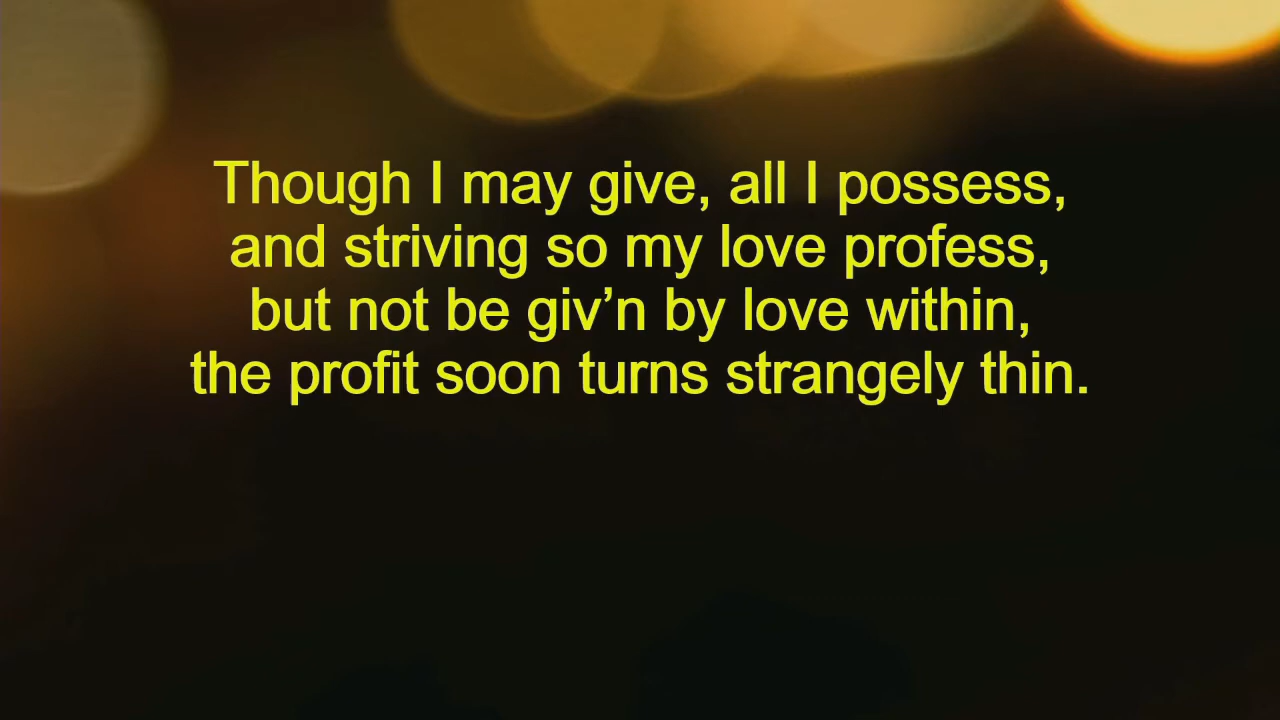 Though I may give, all I possess,
and striving so my love profess,
but not be giv’n by love within,
the profit soon turns strangely thin.